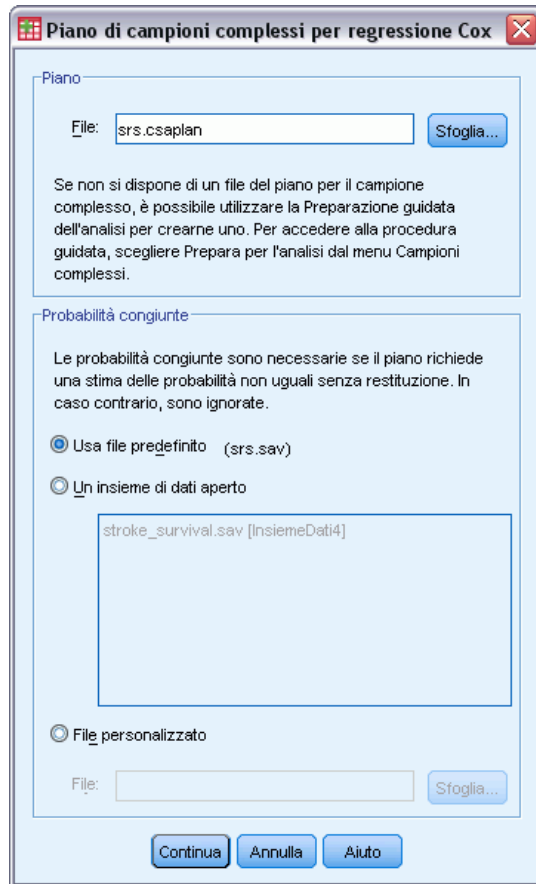 Piano di campioni complessi per regressione Cox
Piano
File: srs.csaplan Sfoglia...
Se non si dispone di un file del piano per il campione
complesso, è possibile utilizzare la Preparazione guidata
dell'analisi per crearne uno. Per accedere alla procedura
guidata, scegliere Prepara per l'analisi dal menu Campioni
complessi.
Probabilità congiunte
Le probabilità congiunte sono necessarie se il piano richiede
una stima delle probabilità non uguali senza restituzione. In
caso contrario, sono ignorate.
Usa file predefinito (srs.sav)
Un insieme di dati aperto
stroke_survival.sav [InsiemeDati4]
File personalizzato
File: Sfoglia...
Continua Annulla Aiuto